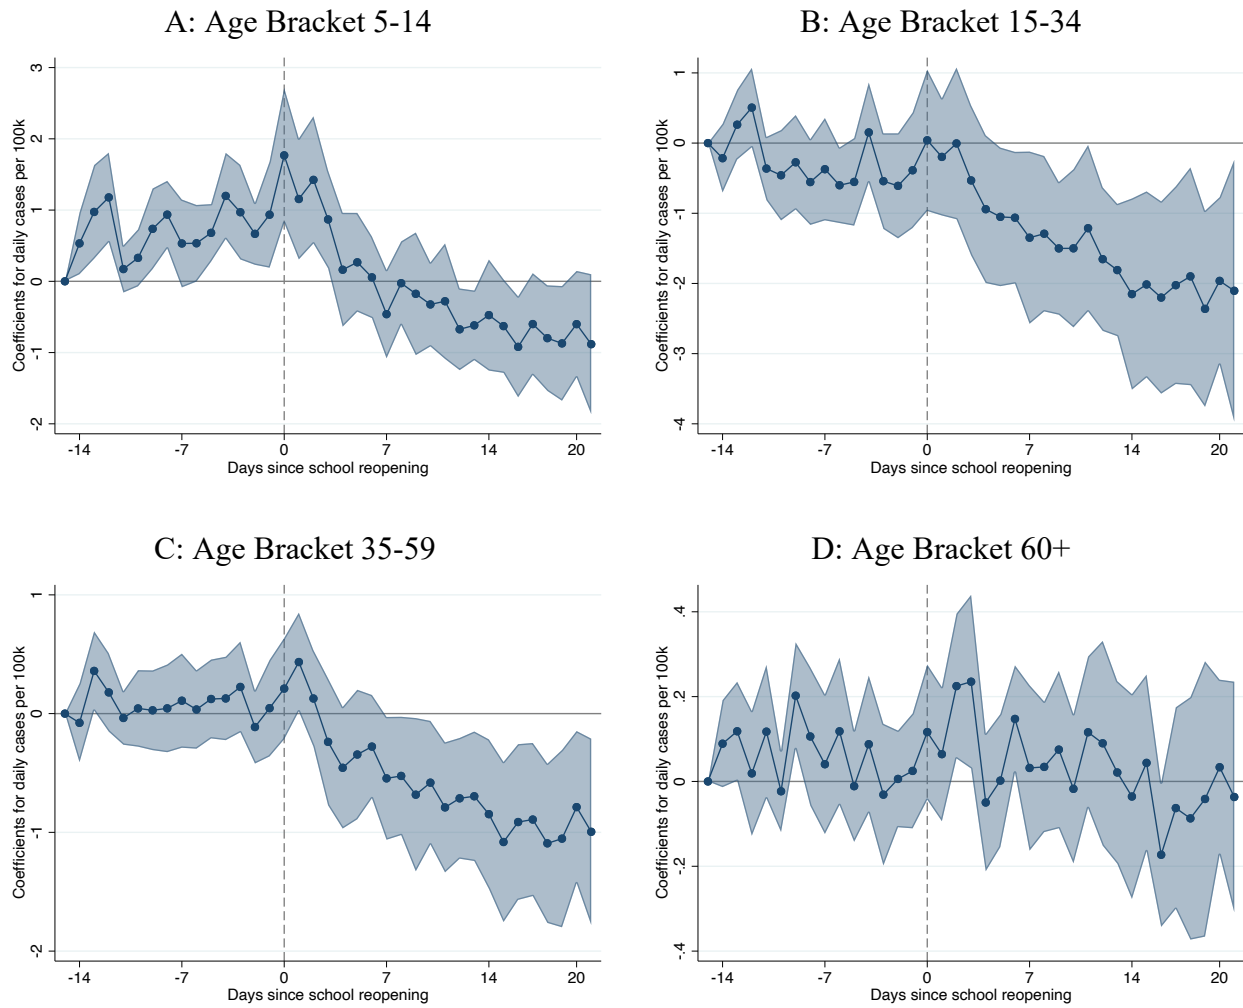 A: Age Bracket 5-14
B: Age Bracket 15-34
Coefficients for daily cases per 100k
3
2
1
0
-1
-2
-14 -7 0 7 14 20
Days since school reopening
Coefficients for daily cases per 100k
1
0
-1
-2
-3
-4
-14 -7 0 7 14 20
Days since school reopening
C: Age Bracket 35-59
D: Age Bracket 60+
Coefficients for daily cases per 100k
1
0
-1
-2
-14 -7 0 7 14 20
Days since school reopening
Coefficients for daily cases per 100k
.4
.2
0
-.2
-.4
-14 -7 0 7 14 20
Days since school reopening